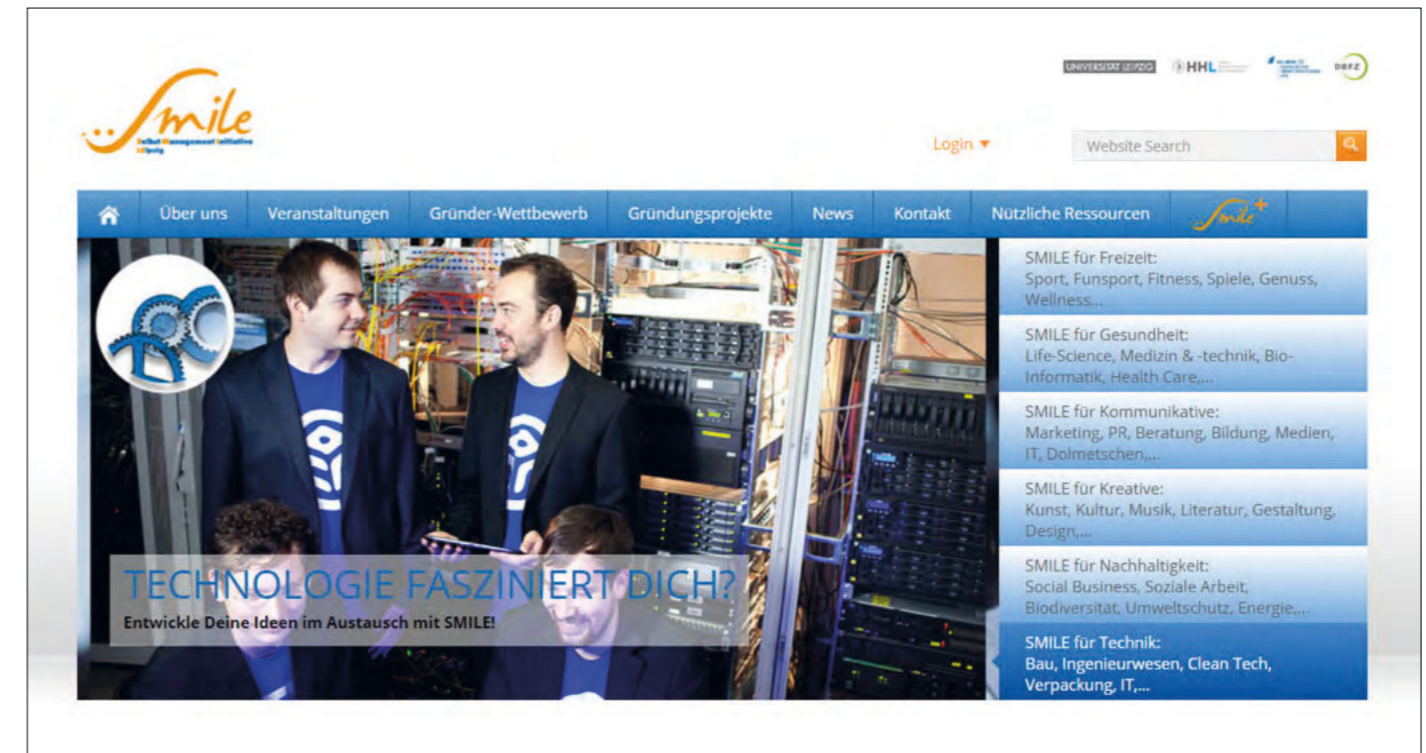 UNIVERSITÄT LEIPZIG
HHL
DBFZ
Smile
Selbst Management Initiative
LEipzig
Login
Website Search
Über uns
Veranstaltungen
Gründer-Wettbewerb
Gründungsprojekte
News
Kontakt
Nützliche Ressourcen
Smile+
SMILE für Freizeit:
Sport, Funsport, Fitness, Spiele, Genuss,
Wellness...
SMILE für Gesundheit:
Life-Science, Medizin & -technik, Bio-
Informatik, Health Care,...
SMILE für Kommunikative:
Marketing, PR, Beratung, Bildung, Medien,
IT, Dolmetschen,...
SMILE für Kreative:
Kunst, Kultur, Musik, Literatur, Gestaltung,
Design,...
SMILE für Nachhaltigkeit:
Social Business, Soziale Arbeit,
Biodiversität, Umweltschutz, Energie,...
SMILE für Technik:
Bau, Ingenieurwesen, Clean Tech,
Verpackung, IT,...
TECHNOLOGIE FASZINIERT DICH?
Entwickle Deine Ideen im Austausch mit SMILE!